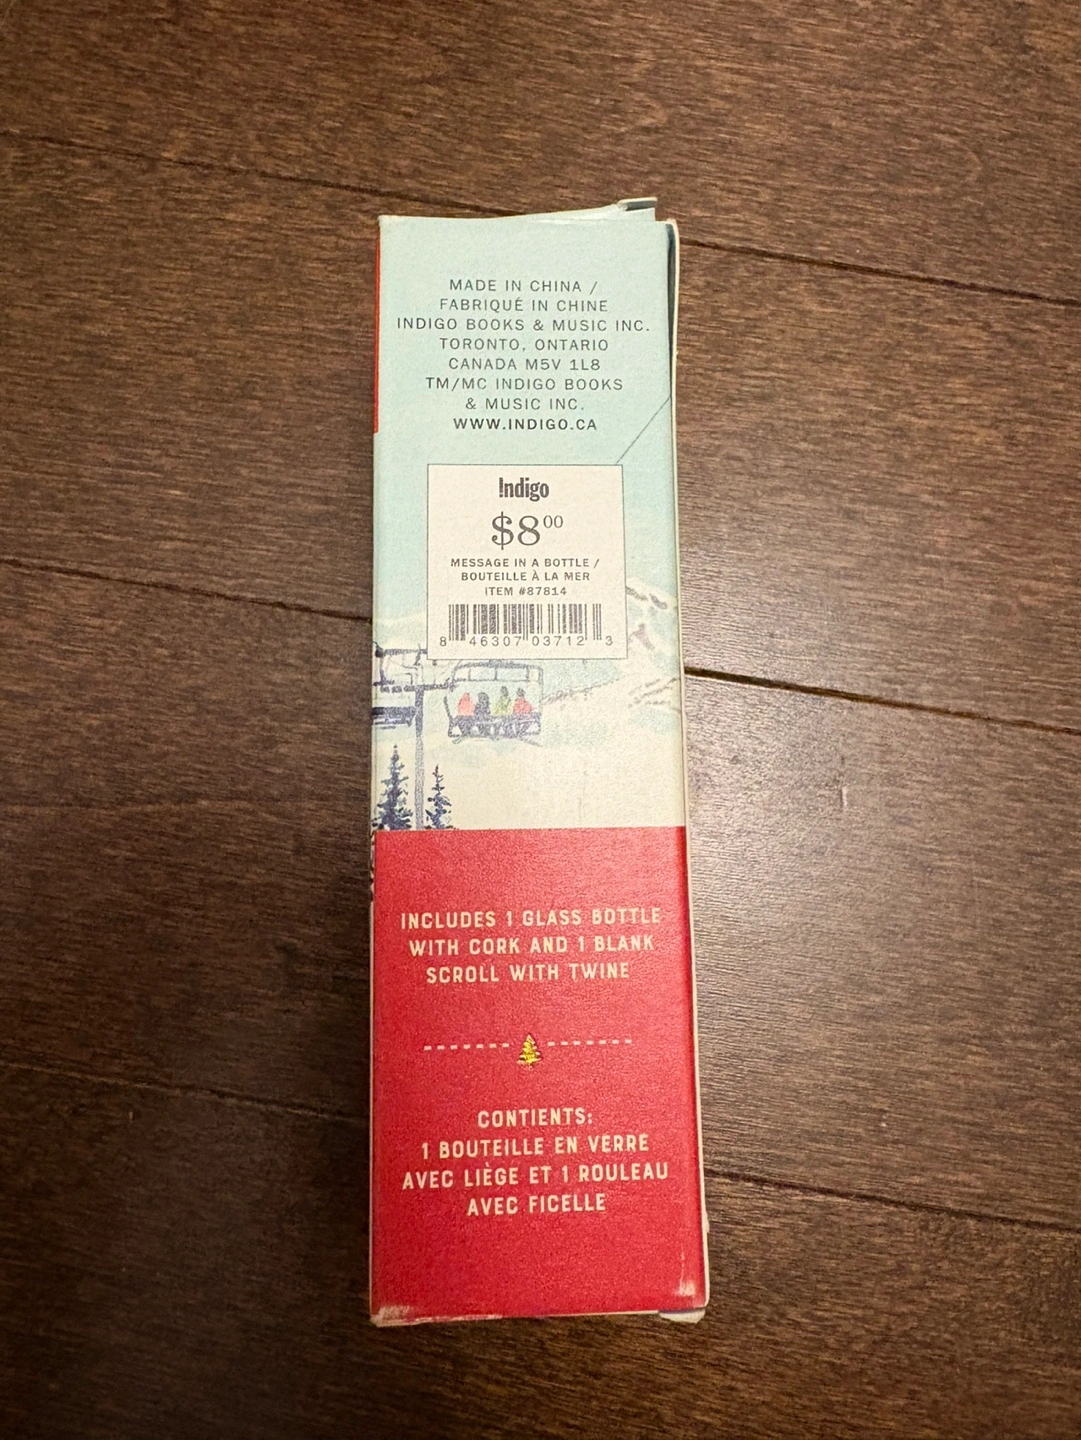 MADE IN CHINA /
FABRIQUÉ IN CHINE
INDIGO BOOKS & MUSIC INC.
TORONTO, ONTARIO
CANADA M5V 1L8
TM/MC INDIGO BOOKS
& MUSIC INC.
WWW.INDIGO.CA
!ndigo
$8⁰⁰
MESSAGE IN A BOTTLE /
BOUTEILLE À LA MER
ITEM #87814
8 46307 03712 3
INCLUDES 1 GLASS BOTTLE
WITH CORK AND 1 BLANK
SCROLL WITH TWINE
CONTIENTS:
1 BOUTEILLE EN VERRE
AVEC LIÈGE ET 1 ROULEAU
AVEC FICELLE